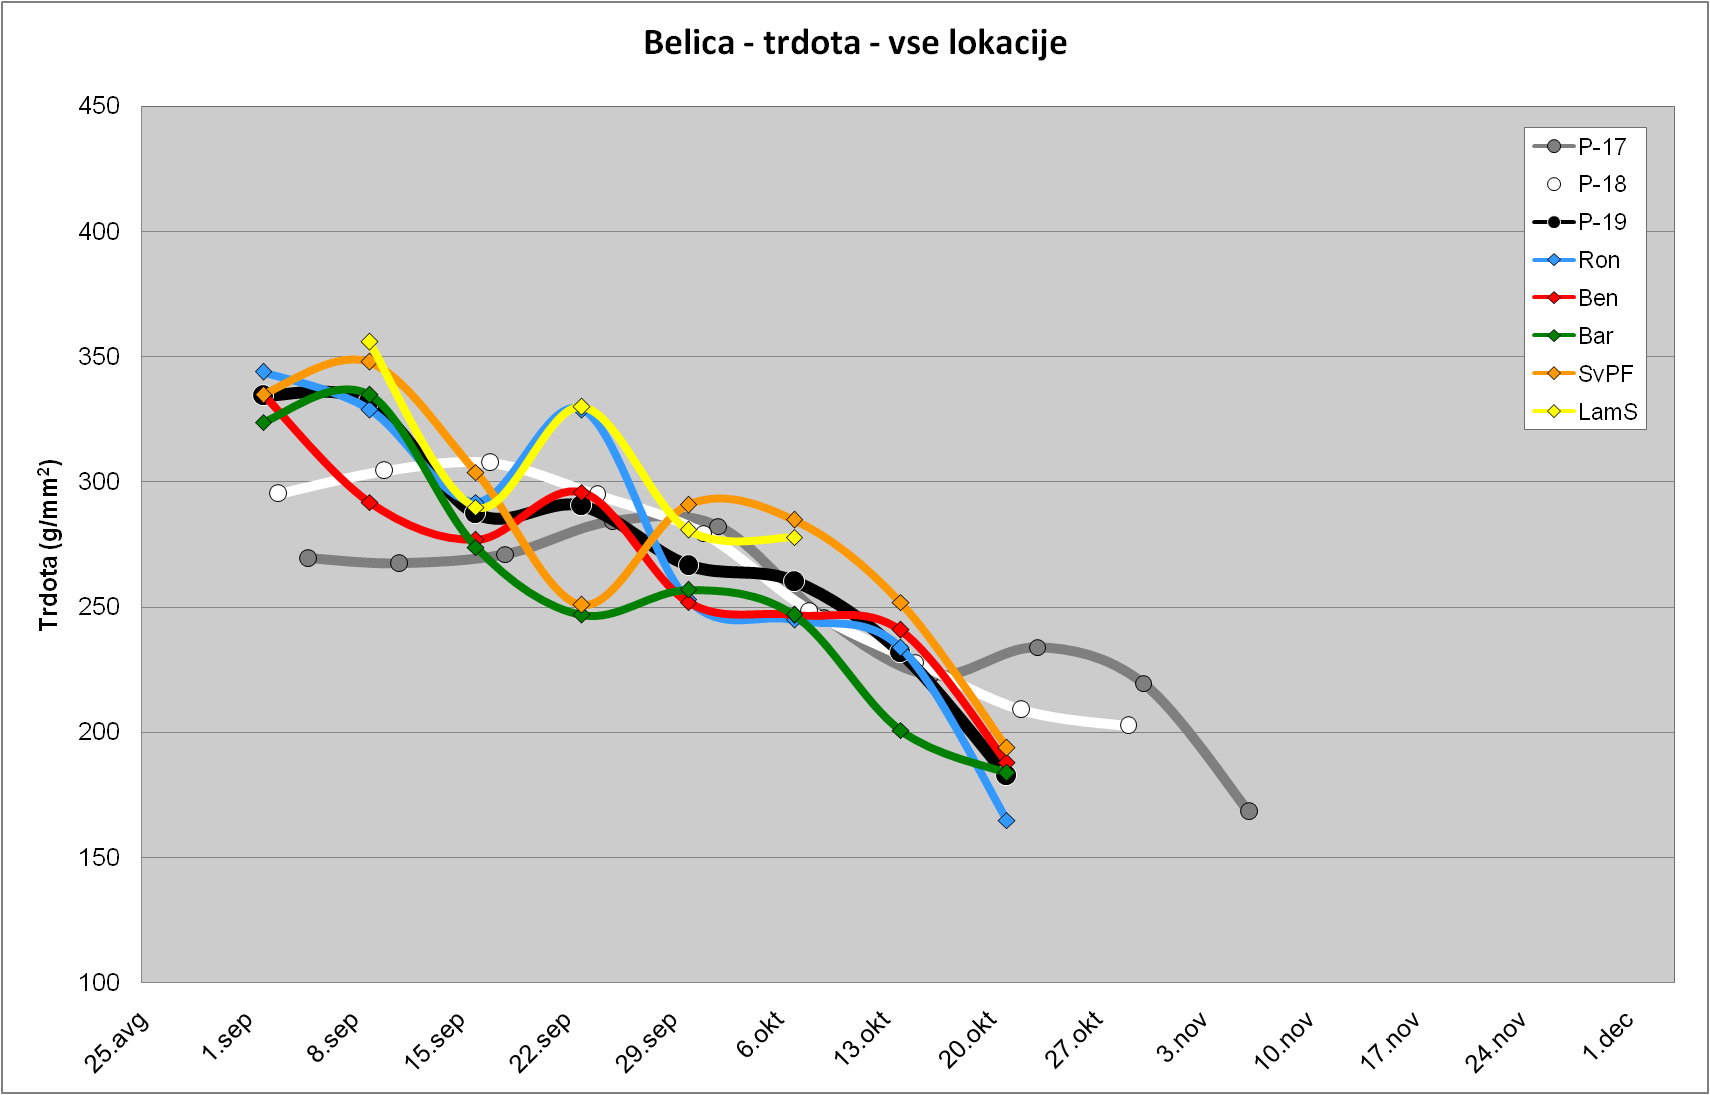 Belica - trdota - vse lokacije
Trdota (g/mm²)
450
400
350
300
250
200
150
100
25.avg
1.sep
8.sep
15.sep
22.sep
29.sep
6.okt
13.okt
20.okt
27.okt
3.nov
10.nov
17.nov
24.nov
1.dec
P-17
P-18
P-19
Ron
Ben
Bar
SvPF
LamS